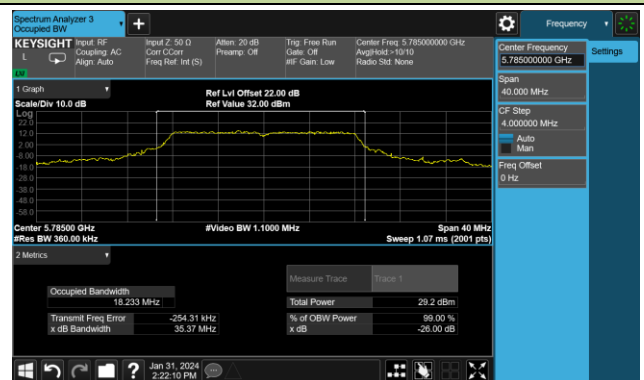 Spectrum Analyzer 3
Occupied BW
Frequency
KEYSIGHT
L
Input: RF
Coupling: AC
Align: Auto
Input Z: 50 Ω
Corr CCorr
Freq Ref: Int (S)
Atten: 20 dB
Preamp: Off
Trig: Free Run
Gate: Off
#IF Gain: Low
Center Freq: 5.785000000 GHz
Avg|Hold:>10/10
Radio Std: None
Center Frequency
5.785000000 GHz
Settings
Span
40.000 MHz
CF Step
4.000000 MHz
Auto
Man
Freq Offset
0 Hz
1 Graph
Scale/Div 10.0 dB
Ref Lvl Offset 22.00 dB
Ref Value 32.00 dBm
Log
22.0
12.0
2.00
-8.00
-18.0
-28.0
-38.0
-48.0
-58.0
Center 5.78500 GHz
#Res BW 360.00 kHz
#Video BW 1.1000 MHz
Span 40 MHz
Sweep 1.07 ms (2001 pts)
2 Metrics
Measure Trace
Trace 1
Occupied Bandwidth
18.233 MHz
Total Power
29.2 dBm
Transmit Freq Error
-254.31 kHz
% of OBW Power
99.00 %
x dB Bandwidth
35.37 MHz
x dB
-26.00 dB
Jan 31, 2024
2:22:10 PM